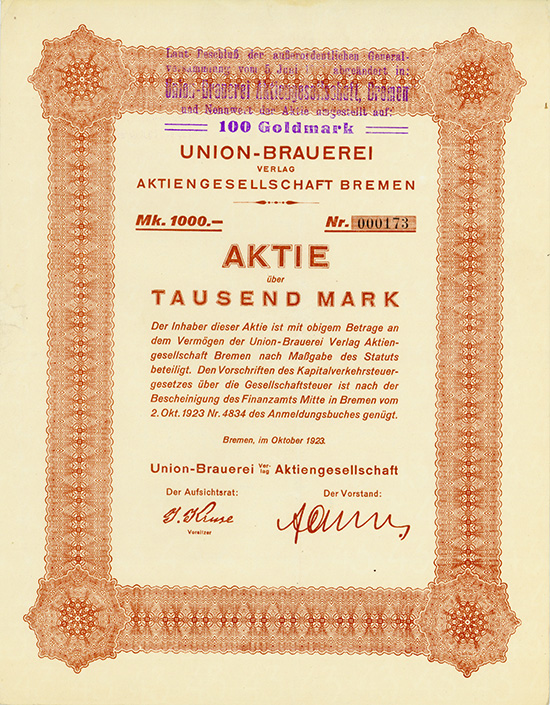 Laut Beschluß der außerordentlichen General-
versammlung vom 5 Juni abgeändert in:
Union-Brauerei Aktiengesellschaft, Bremen
und Nennwert der Aktie umgestellt auf:
100 Goldmark
UNION-BRAUEREI
VERLAG
AKTIENGESELLSCHAFT BREMEN
Mk. 1000.— Nr. 000173
AKTIE
über
TAUSEND MARK
Der Inhaber dieser Aktie ist mit obigem Betrage an
dem Vermögen der Union-Brauerei Verlag Aktien-
gesellschaft Bremen nach Maßgabe des Statuts
beteiligt. Den Vorschriften des Kapitalverkehrsteuer-
gesetzes über die Gesellschaftsteuer ist nach der
Bescheinigung des Finanzamts Mitte in Bremen vom
2. Okt. 1923 Nr. 4834 des Anmeldungsbuches genügt.
Bremen, im Oktober 1923.
Union-Brauerei Ver-lag Aktiengesellschaft
Der Aufsichtsrat: Der Vorstand:
J. Kruse
Vorsitzer